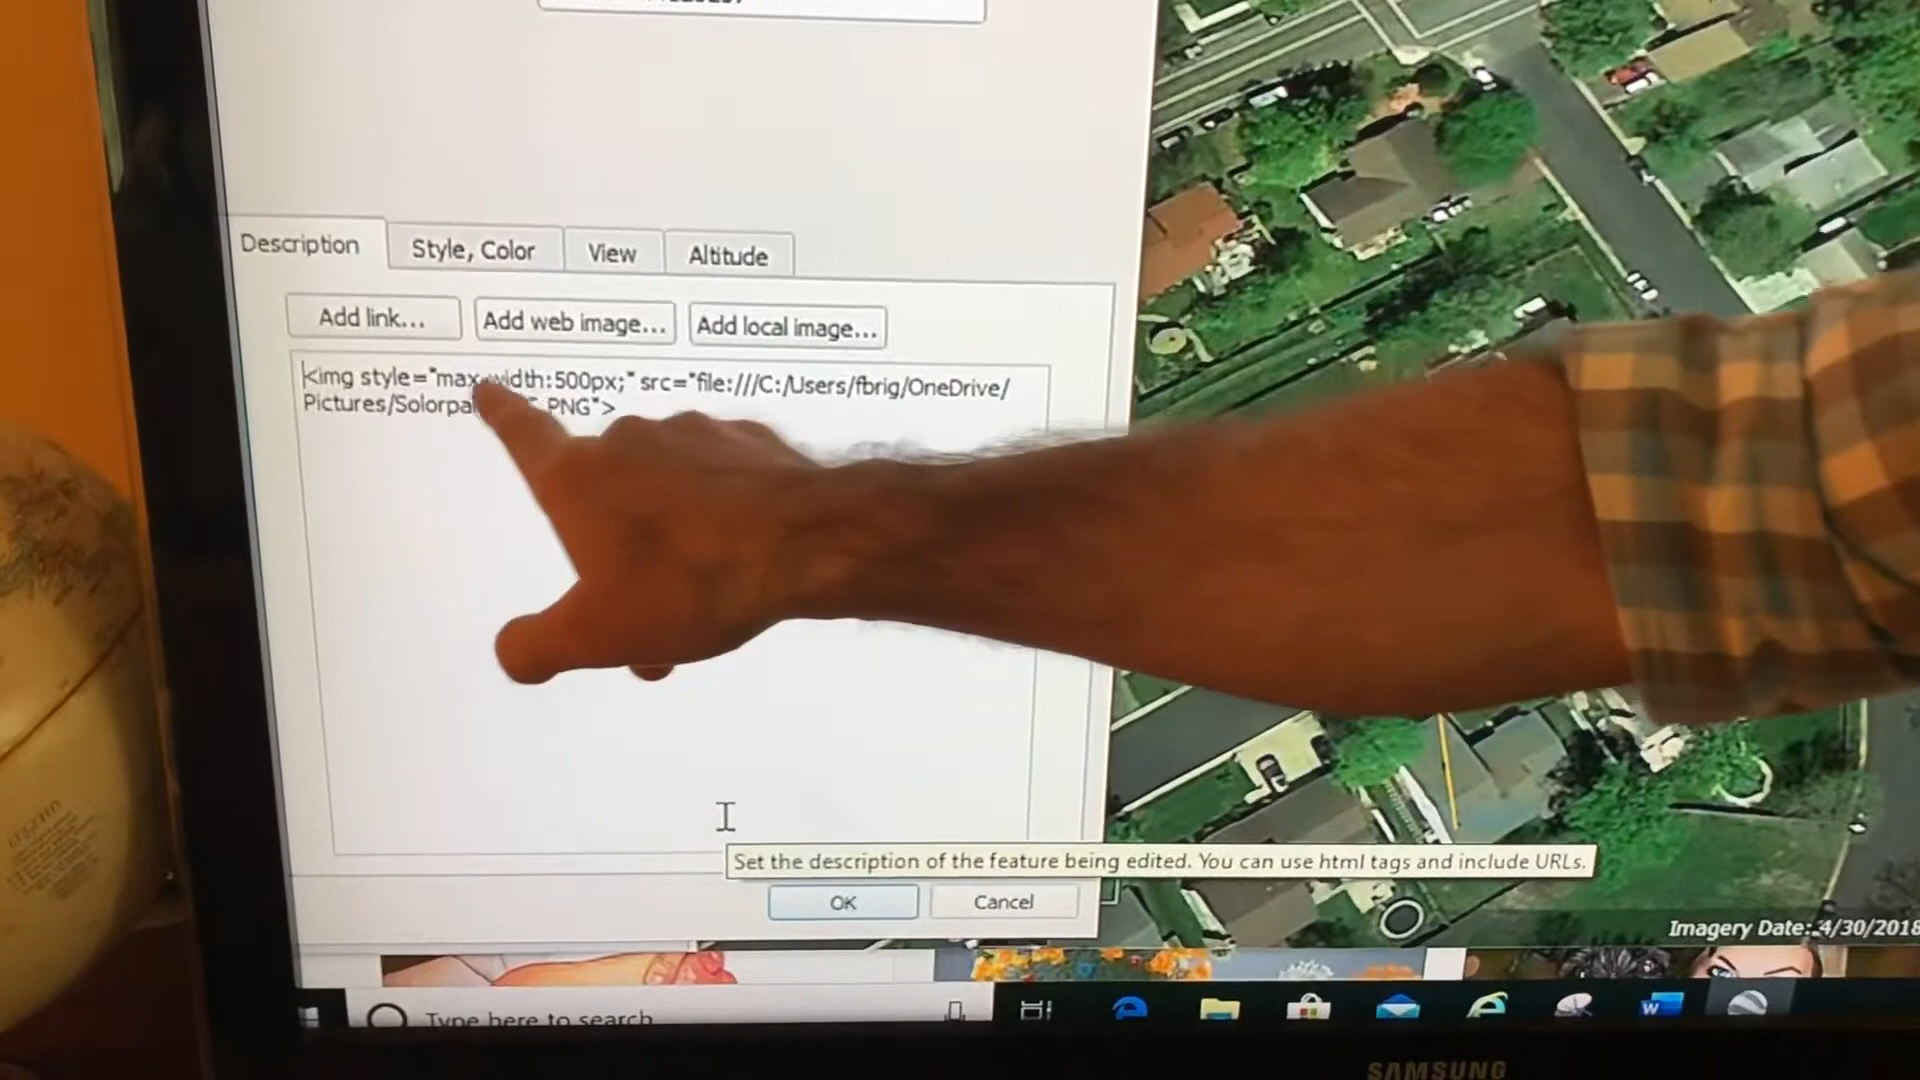 Description
Style, Color
View
Altitude
Add link...
Add web image...
Add local image...
<img style="max-width:500px;" src="file:///C:/Users/fbrig/OneDrive/
Pictures/Solorpa PNG">
Set the description of the feature being edited. You can use html tags and include URLs.
OK
Cancel
Imagery Date: 4/30/2018
Type here to search
SAMSUNG